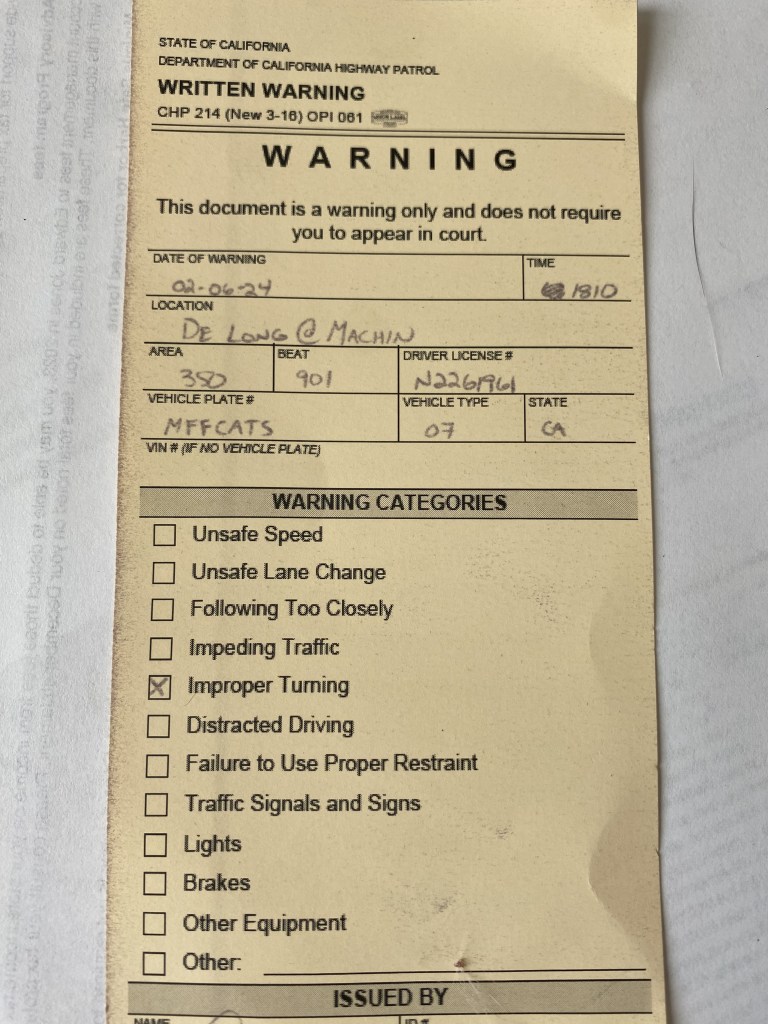 STATE OF CALIFORNIA
DEPARTMENT OF CALIFORNIA HIGHWAY PATROL
WRITTEN WARNING
CHP 214 (New 3-16) OPI 061
WARNING
This document is a warning only and does not require
you to appear in court.
DATE OF WARNING TIME
02-06-24 1810
LOCATION
DE LONG @ MACHIN
AREA BEAT DRIVER LICENSE #
350 901 N2261961
VEHICLE PLATE # VEHICLE TYPE STATE
MFFCATS 07 CA
VIN # (IF NO VEHICLE PLATE)
WARNING CATEGORIES
Unsafe Speed
Unsafe Lane Change
Following Too Closely
Impeding Traffic
X Improper Turning
Distracted Driving
Failure to Use Proper Restraint
Traffic Signals and Signs
Lights
Brakes
Other Equipment
Other:
ISSUED BY
NAME ID #